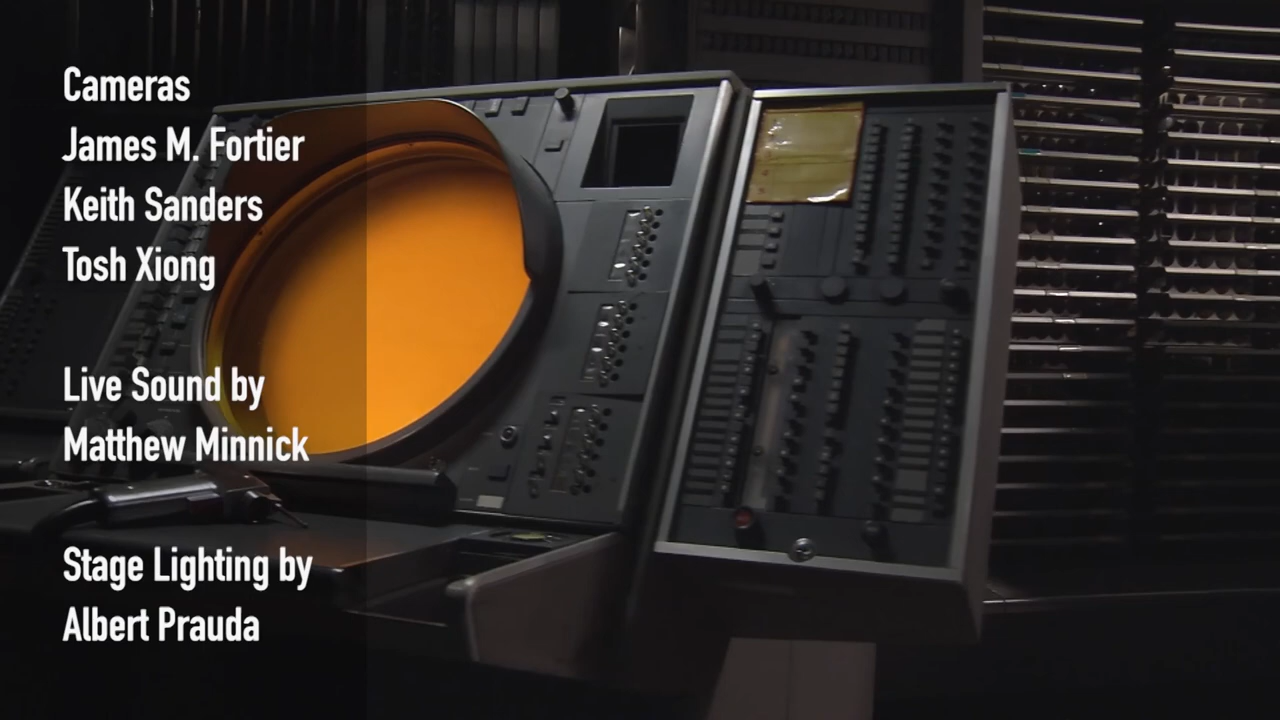 Cameras
James M. Fortier
Keith Sanders
Tosh Xiong
Live Sound by
Matthew Minnick
Stage Lighting by
Albert Prauda